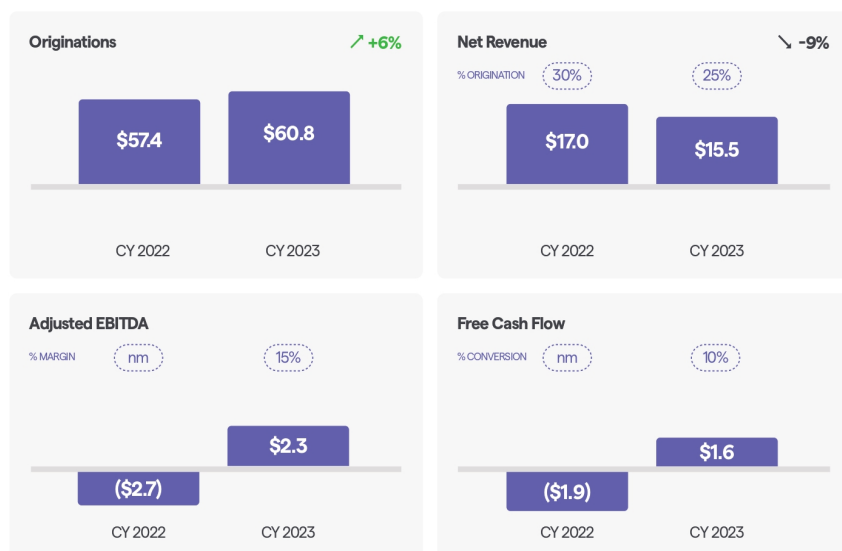 Originations
+6%
$57.4
$60.8
CY 2022
CY 2023
Net Revenue
-9%
% ORIGINATION
30%
25%
$17.0
$15.5
CY 2022
CY 2023
Adjusted EBITDA
% MARGIN
nm
15%
$2.3
($2.7)
CY 2022
CY 2023
Free Cash Flow
% CONVERSION
nm
10%
$1.6
($1.9)
CY 2022
CY 2023